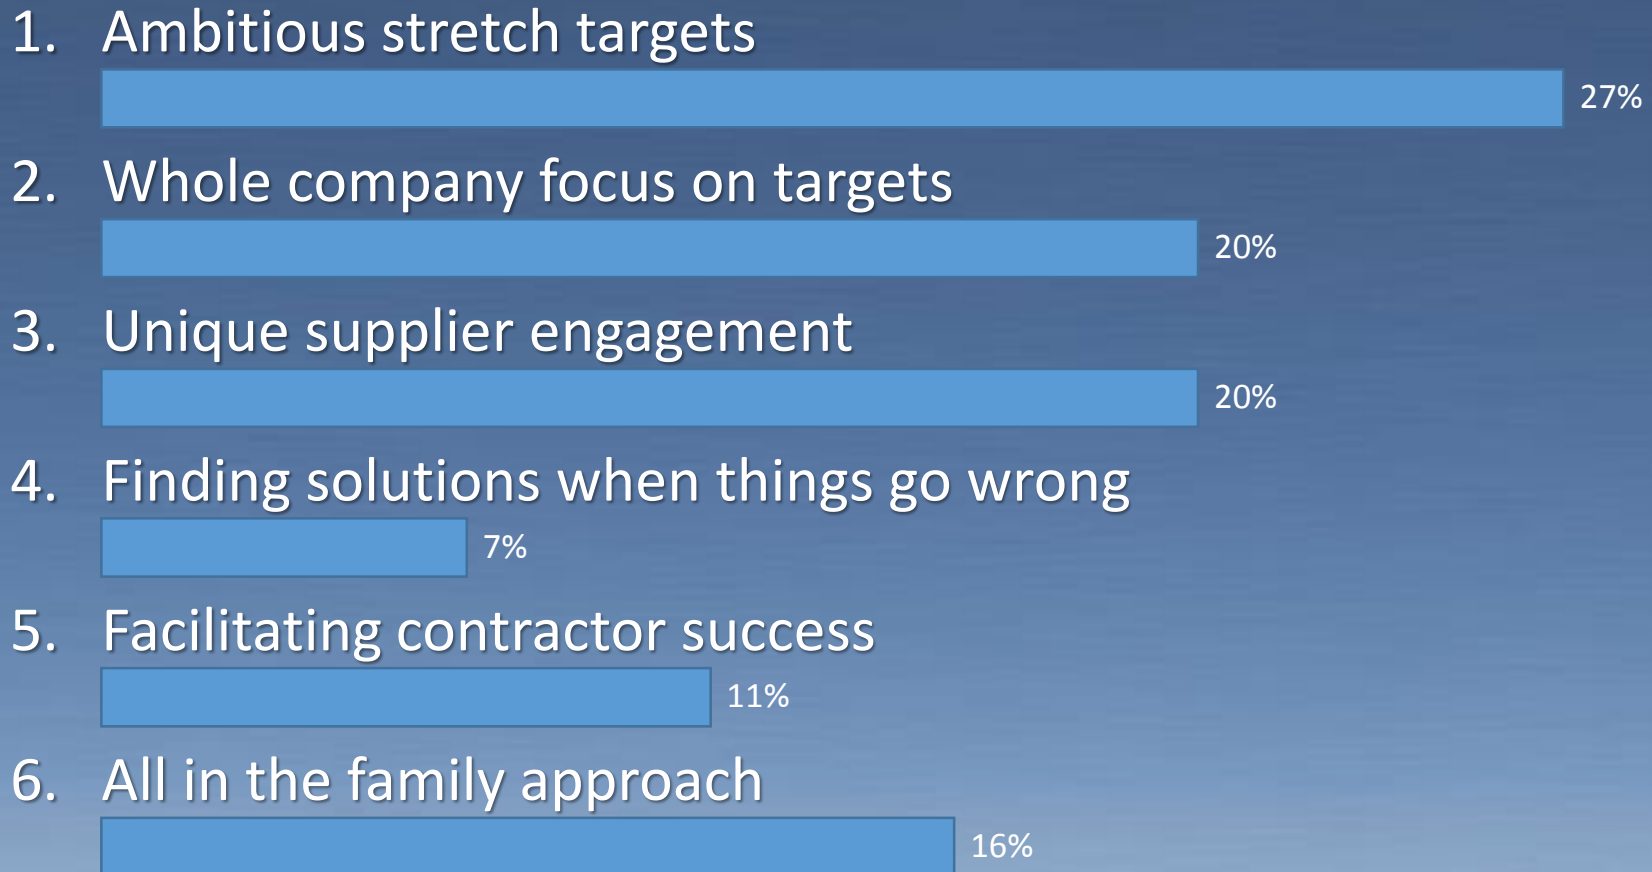 1. Ambitious stretch targets
27%
2. Whole company focus on targets
20%
3. Unique supplier engagement
20%
4. Finding solutions when things go wrong
7%
5. Facilitating contractor success
11%
6. All in the family approach
16%